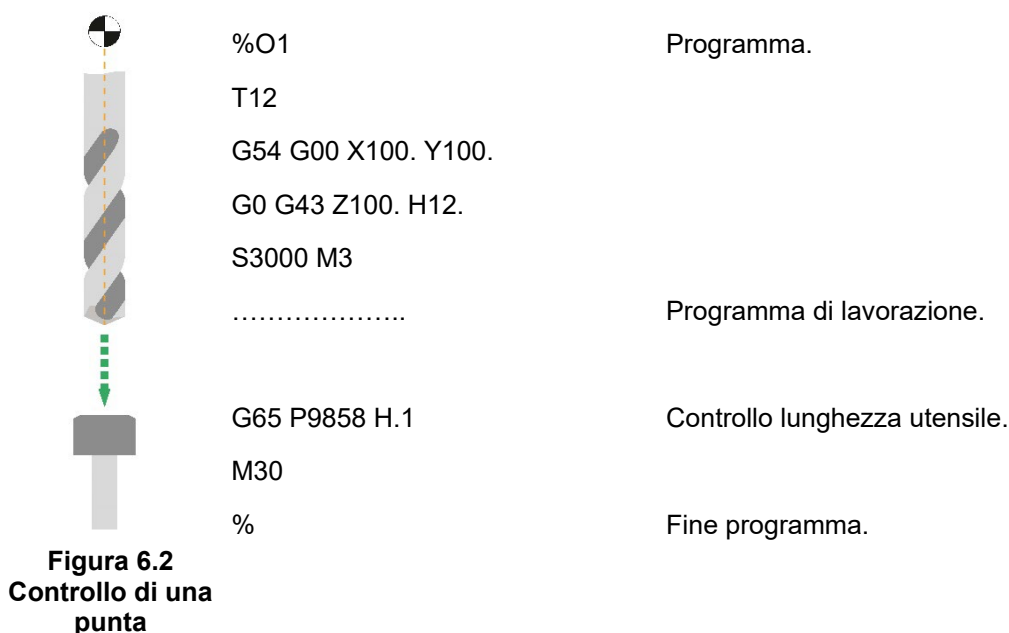 %O1 Programma.
T12
G54 G00 X100. Y100.
G0 G43 Z100. H12.
S3000 M3
……………….. Programma di lavorazione.
G65 P9858 H.1 Controllo lunghezza utensile.
M30
% Fine programma.
Figura 6.2
Controllo di una
punta